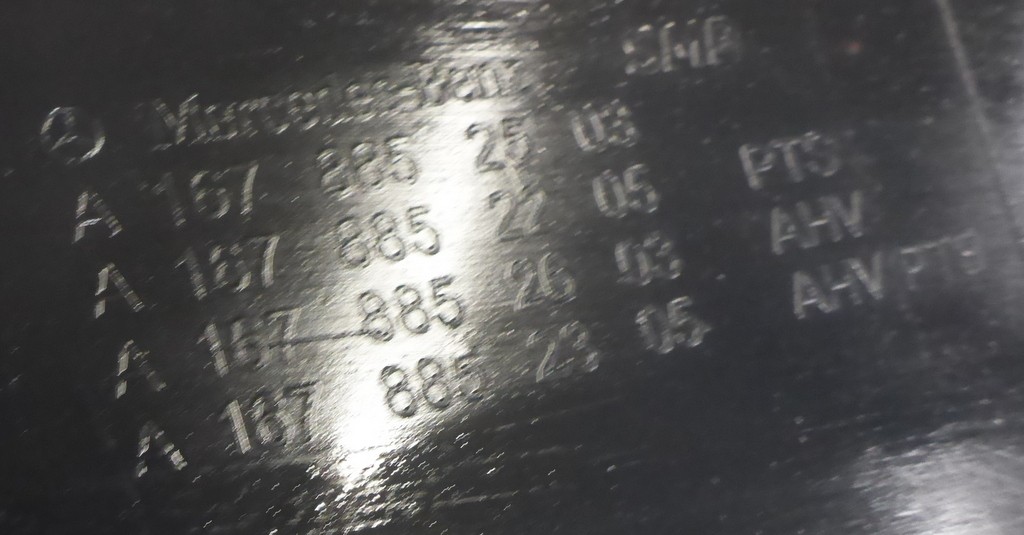 Mercedes-Benz SMP
A 167 885 25 03
A 167 885 22 05 PTS
A 167 885 26 03 AHV
A 167 885 23 05 AHV PTS